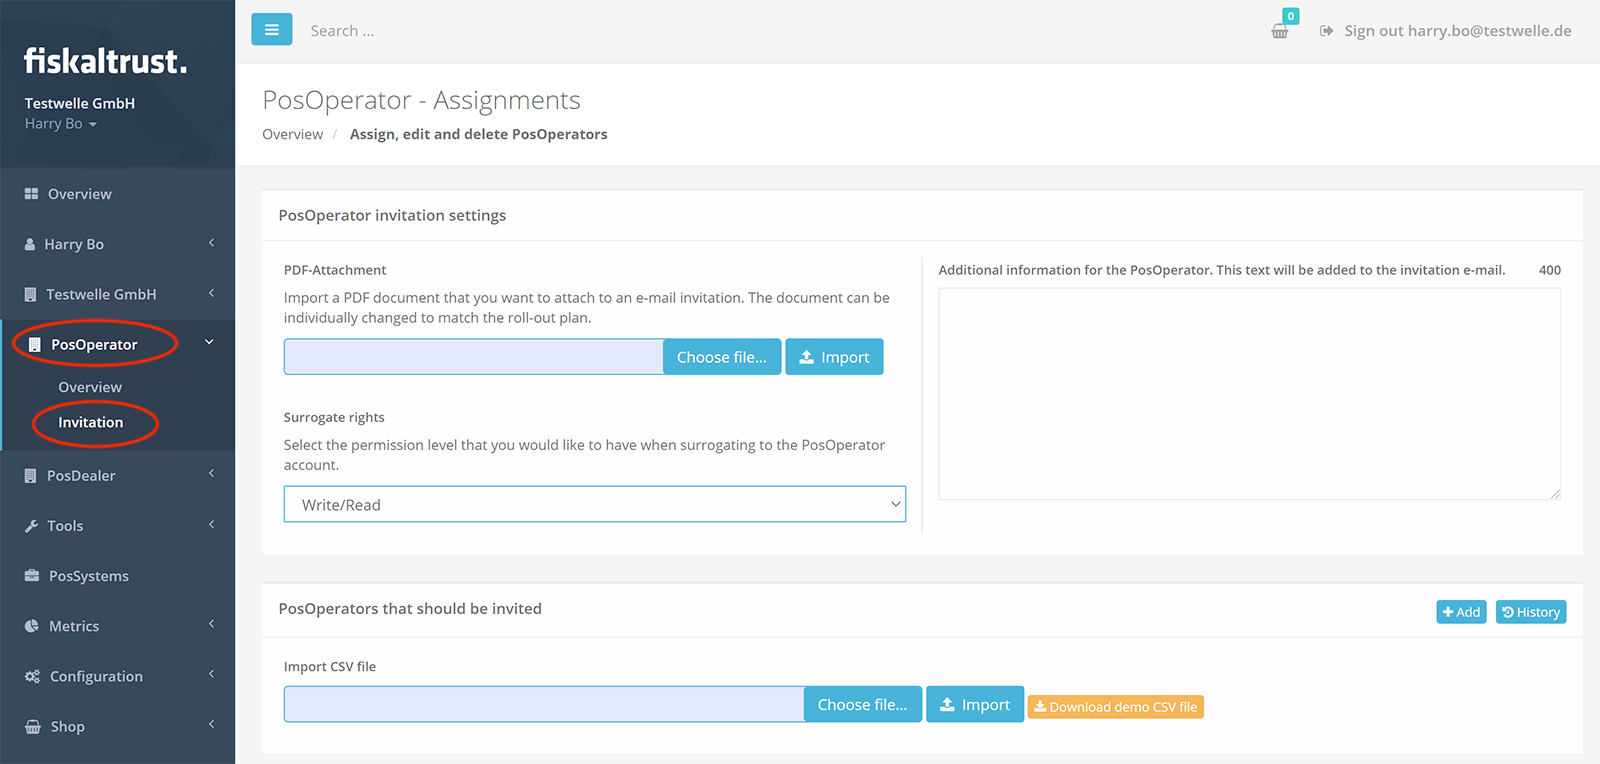 fiskaltrust.
Testwelle GmbH
Harry Bo
Overview
Harry Bo
Testwelle GmbH
PosOperator
Overview
Invitation
PosDealer
Tools
PosSystems
Metrics
Configuration
Shop
Search ...
0
Sign out harry.bo@testwelle.de
PosOperator - Assignments
Overview / Assign, edit and delete PosOperators
PosOperator invitation settings
PDF-Attachment
Import a PDF document that you want to attach to an e-mail invitation. The document can be
individually changed to match the roll-out plan.
Choose file... Import
Surrogate rights
Select the permission level that you would like to have when surrogating to the PosOperator
account.
Write/Read
Additional information for the PosOperator. This text will be added to the invitation e-mail. 400
PosOperators that should be invited
Add History
Import CSV file
Choose file... Import Download demo CSV file